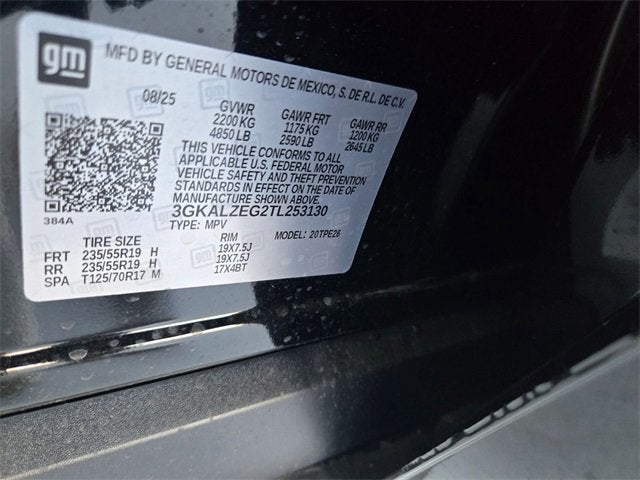 gm
MFD BY GENERAL MOTORS DE MEXICO, S. DE R.L. DE C.V.
08/25 GVWR GAWR FRT GAWR RR
2200 KG 1175 KG 1200 KG
4850 LB 2590 LB 2645 LB
THIS VEHICLE CONFORMS TO ALL
APPLICABLE U.S. FEDERAL MOTOR
VEHICLE SAFETY AND THEFT PREVENTION
STANDARDS IN EFFECT ON THE DATE OF
MANUFACTURE SHOWN ABOVE.
3GKALZEG2TL253130
384A
TYPE: MPV MODEL: 20TPE26
TIRE SIZE RIM
FRT 235/55R19 H 19X7.5J
RR 235/55R19 H 19X7.5J
SPA T125/70R17 M 17X4BT